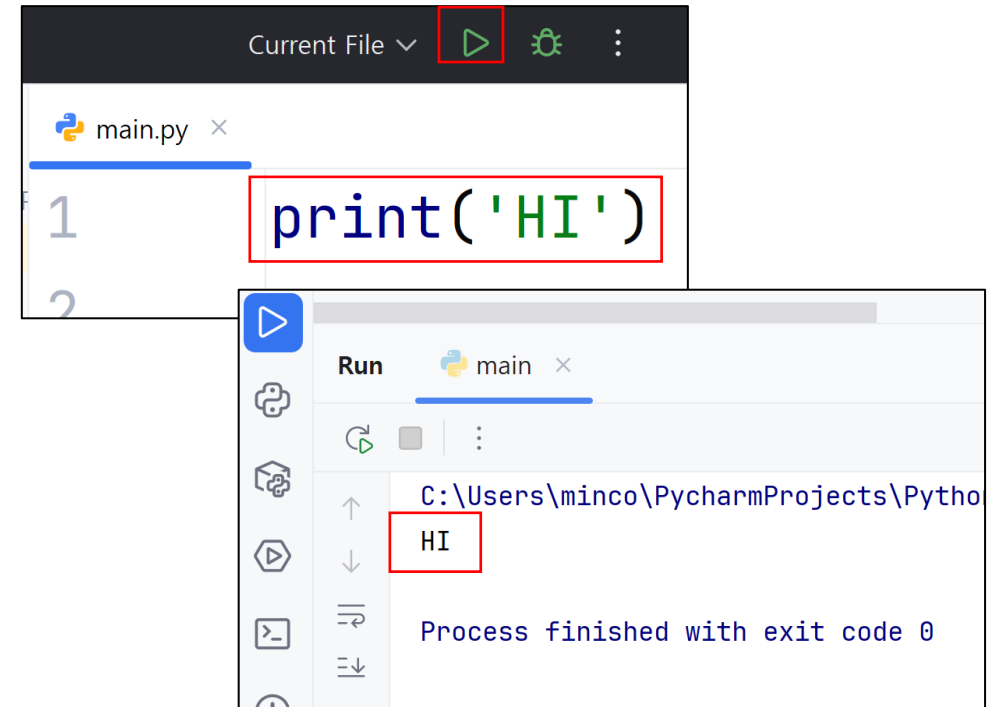 Current File
main.py
1
print('HI')
2
Run main
C:\Users\minco\PycharmProjects\Pytho
HI
Process finished with exit code 0